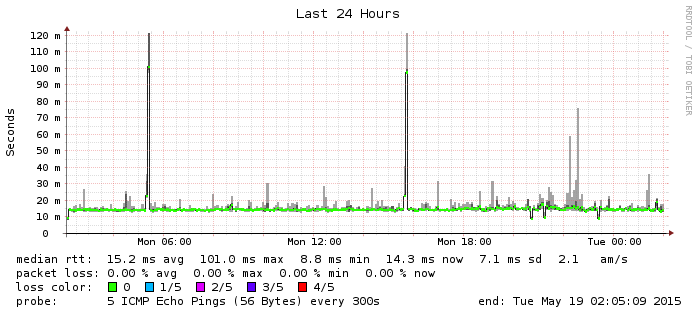 Last 24 Hours
RRDTOOL / TOBI OETIKER
Seconds
120 m
110 m
100 m
90 m
80 m
70 m
60 m
50 m
40 m
30 m
20 m
10 m
0
Mon 06:00 Mon 12:00 Mon 18:00 Tue 00:00
median rtt: 15.2 ms avg 101.0 ms max 8.8 ms min 14.3 ms now 7.1 ms sd 2.1 am/s
packet loss: 0.00 % avg 0.00 % max 0.00 % min 0.00 % now
loss color: 0 1/5 2/5 3/5 4/5
probe: 5 ICMP Echo Pings (56 Bytes) every 300s end: Tue May 19 02:05:09 2015